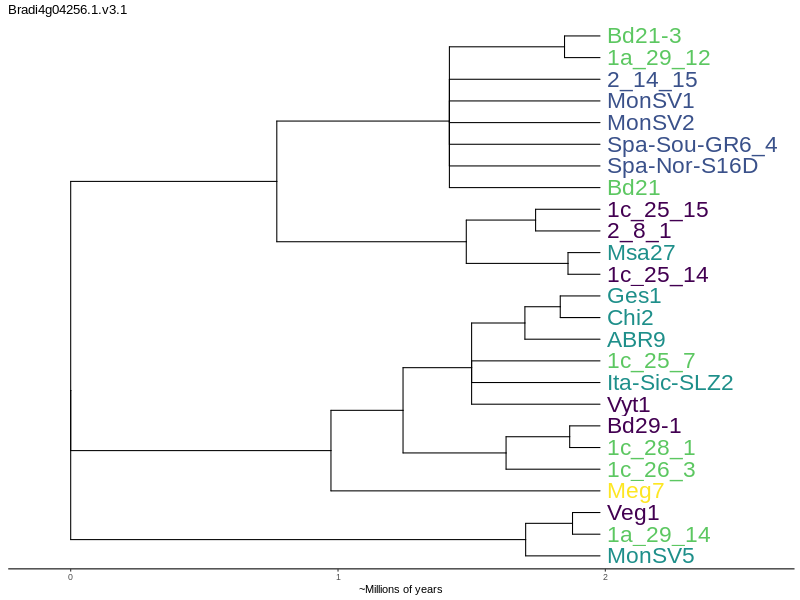 Bradi4g04256.1.v3.1
Bd21-3
1a_29_12
2_14_15
MonSV1
MonSV2
Spa-Sou-GR6_4
Spa-Nor-S16D
Bd21
1c_25_15
2_8_1
Msa27
1c_25_14
Ges1
Chi2
ABR9
1c_25_7
Ita-Sic-SLZ2
Vyt1
Bd29-1
1c_28_1
1c_26_3
Meg7
Veg1
1a_29_14
MonSV5
0 1 2
~Millions of years